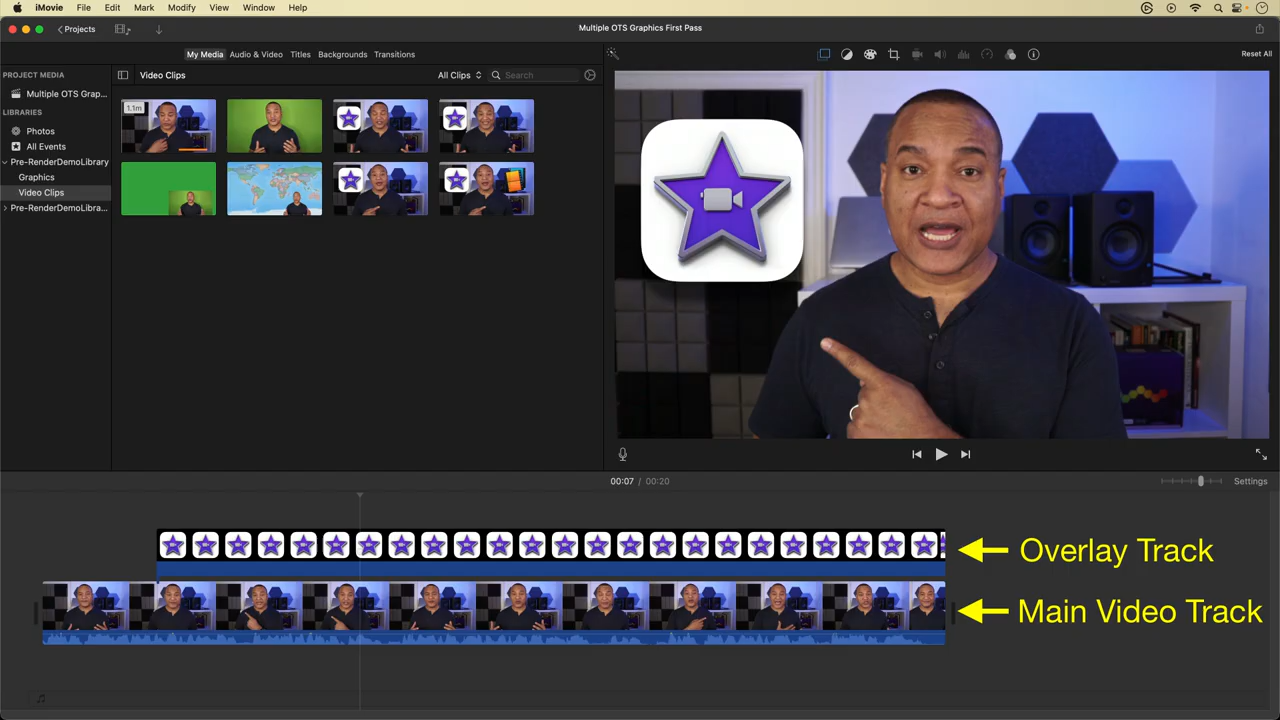 iMovie File Edit Mark Modify View Window Help
Projects
Multiple OTS Graphics First Pass
My Media Audio & Video Titles Backgrounds Transitions
Reset All
PROJECT MEDIA
Multiple OTS Grap...
LIBRARIES
Photos
All Events
Pre-RenderDemoLibrary
Graphics
Video Clips
Pre-RenderDemoLibra...
Video Clips
All Clips
Search
1.1m
00:07 / 00:20
Settings
Overlay Track
Main Video Track